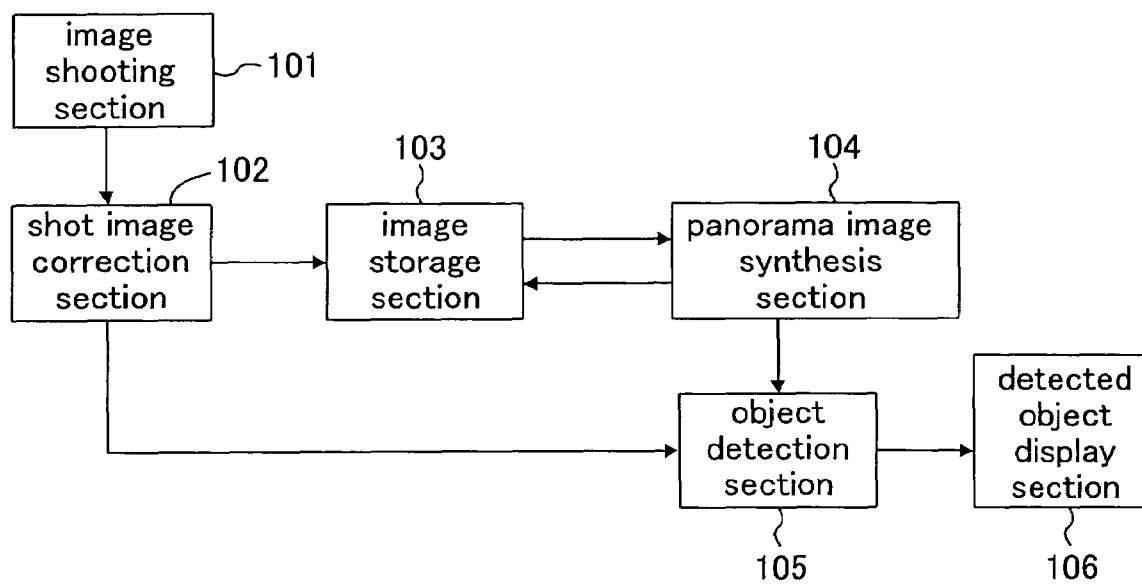 image
shooting
section
101
102
shot image
correction
section
103
image
storage
section
104
panorama image
synthesis
section
object
detection
section
105
detected
object
display
section
106